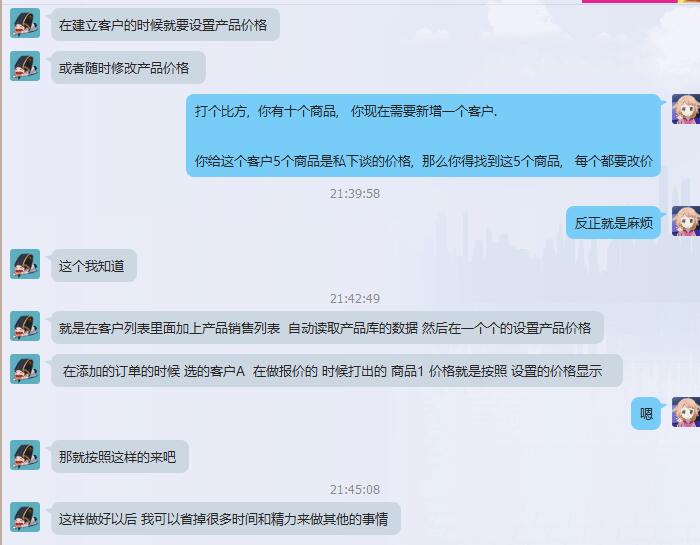 在建立客户的时候就要设置产品价格
或者随时修改产品价格
打个比方，你有十个商品， 你现在需要新增一个客户.
你给这个客户5个商品是私下谈的价格，那么你得找到这5个商品， 每个都要改价
21:39:58
反正就是麻烦
这个我知道
21:42:49
就是在客户列表里面加上产品销售列表  自动读取产品库的数据 然后在一个个的设置产品价格
在添加的订单的时候 选的客户A  在做报价的 时候打出的 商品1 价格就是按照 设置的价格显示
嗯
那就按照这样的来吧
21:45:08
这样做好以后 我可以省掉很多时间和精力来做其他的事情